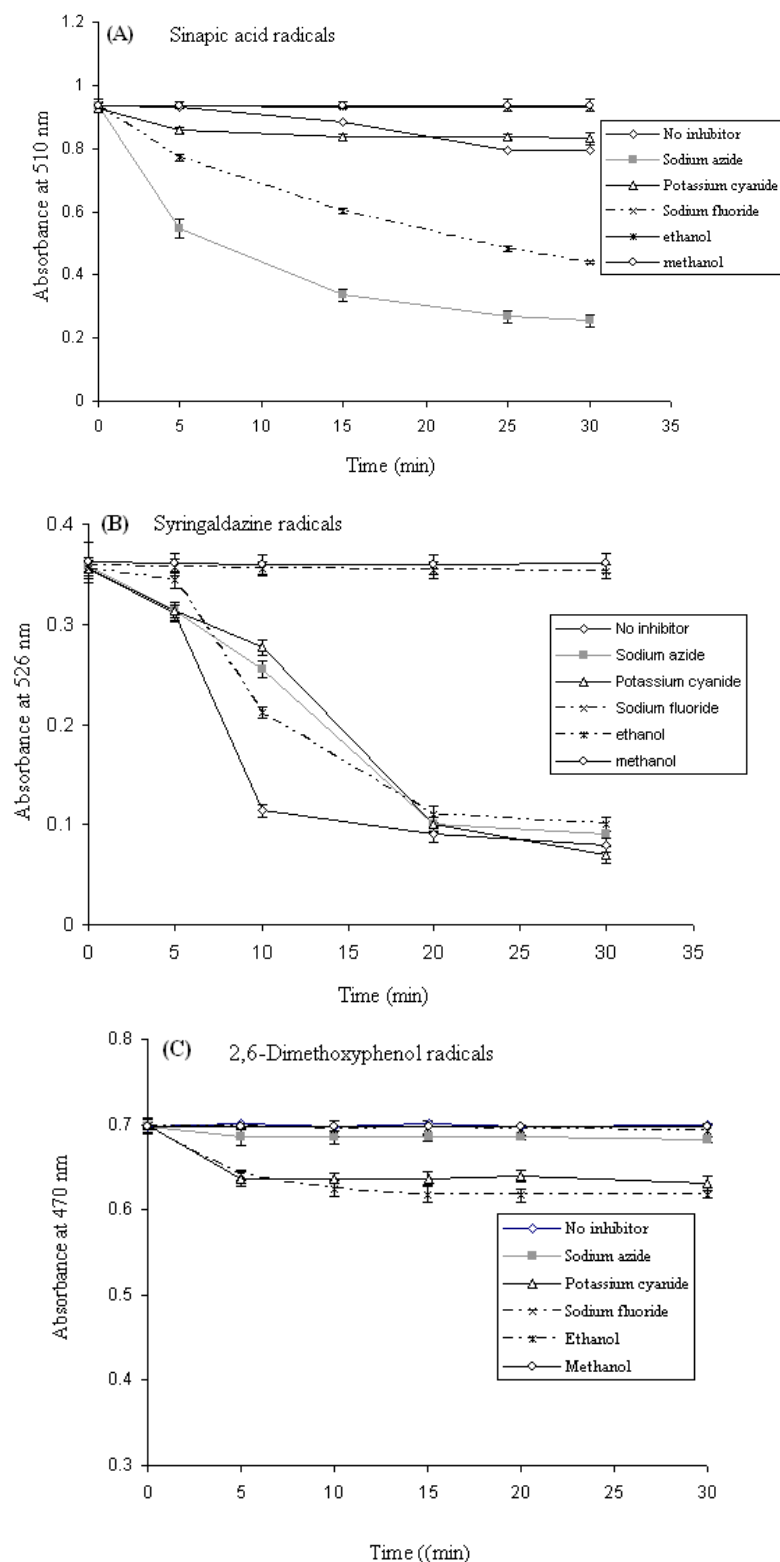 (A) Sinapic acid radicals
Absorbance at 510 nm
1.2
1
0.8
0.6
0.4
0.2
0
0 5 10 15 20 25 30 35
Time (min)
No inhibitor
Sodium azide
Potassium cyanide
Sodium fluoride
ethanol
methanol
(B) Syringaldazine radicals
Absorbance at 526 nm
0.4
0.3
0.2
0.1
0
0 5 10 15 20 25 30 35
Time (min)
No inhibitor
Sodium azide
Potassium cyanide
Sodium fluoride
ethanol
methanol
(C) 2,6-Dimethoxyphenol radicals
Absorbance at 470 nm
0.8
0.7
0.6
0.5
0.4
0.3
0 5 10 15 20 25 30
Time ((min)
No inhibitor
Sodium azide
Potassium cyanide
Sodium fluoride
Ethanol
Methanol